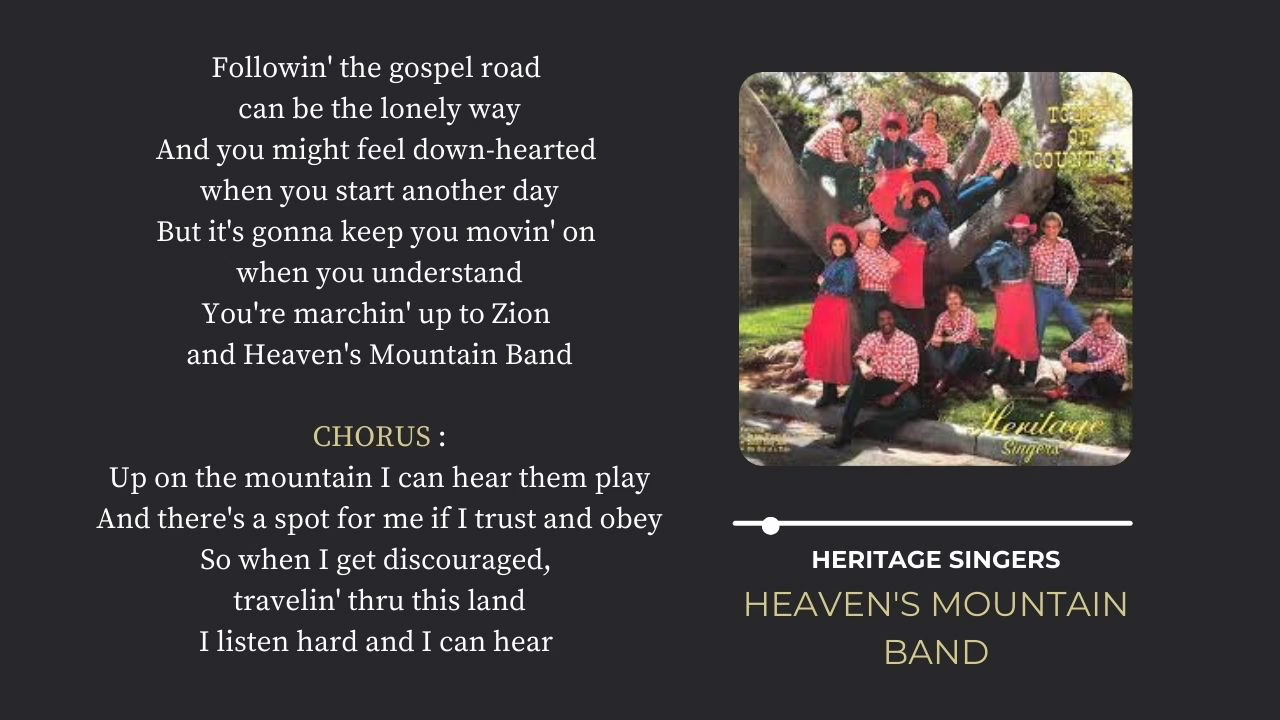 Followin' the gospel road
can be the lonely way
And you might feel down-hearted
when you start another day
But it's gonna keep you movin' on
when you understand
You're marchin' up to Zion
and Heaven's Mountain Band
CHORUS :
Up on the mountain I can hear them play
And there's a spot for me if I trust and obey
So when I get discouraged,
travelin' thru this land
I listen hard and I can hear
TOUCH
OF
COUNTRY
Heritage
Singers
HERITAGE SINGERS
HEAVEN'S MOUNTAIN
BAND